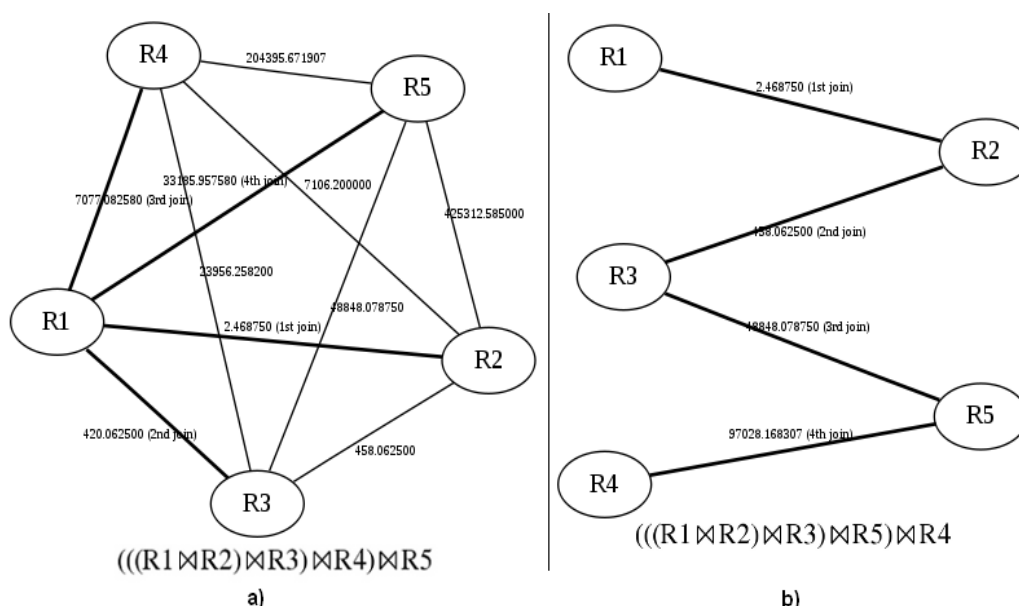 R4
204395.671907
R5
33185.957580 (4th join)
7106.200000
7077.082580 (3rd join)
425312.585000
23956.258200
48848.078750
R1
2.468750 (1st join)
R2
420.062500 (2nd join)
458.062500
R3
(((R1⋈R2)⋈R3)⋈R4)⋈R5
a)
R1
2.468750 (1st join)
R2
458.062500 (2nd join)
R3
48848.078750 (3rd join)
R5
97028.168307 (4th join)
R4
(((R1⋈R2)⋈R3)⋈R5)⋈R4
b)